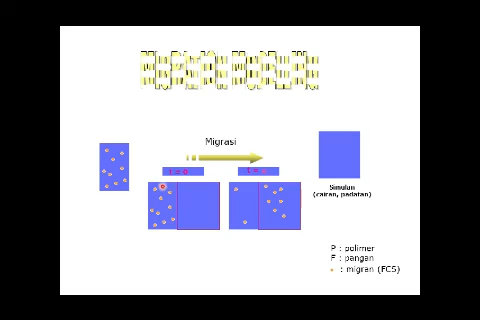 Migrasi
t = 0
Simulan
(cairan, padatan)
P : polimer
F : pangan
: migran (FCS)